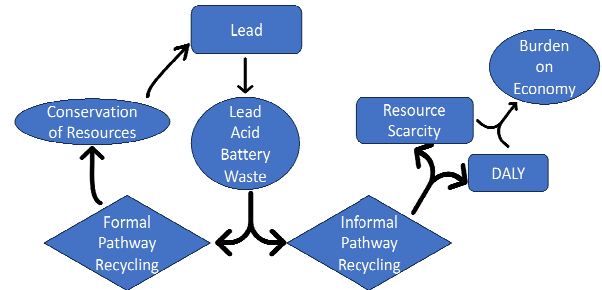 Lead
Burden
on
Economy
Conservation
of Resources
Lead
Acid
Battery
Waste
Resource
Scarcity
DALY
Formal
Pathway
Recycling
Informal
Pathway
Recycling